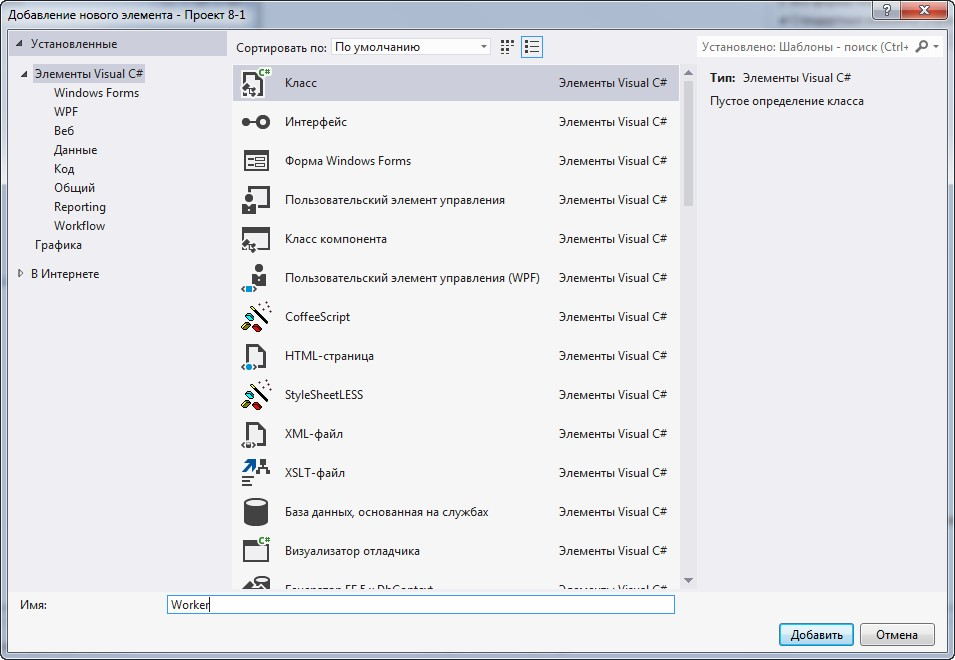 Добавление нового элемента - Проект 8-1
Установленные
Сортировать по: По умолчанию
Установлено: Шаблоны - поиск (Ctrl+
Элементы Visual C#
Windows Forms
WPF
Веб
Данные
Код
Общий
Reporting
Workflow
Графика
В Интернете
Класс Элементы Visual C#
Интерфейс Элементы Visual C#
Форма Windows Forms Элементы Visual C#
Пользовательский элемент управления Элементы Visual C#
Класс компонента Элементы Visual C#
Пользовательский элемент управления (WPF) Элементы Visual C#
CoffeeScript Элементы Visual C#
HTML-страница Элементы Visual C#
StyleSheetLESS Элементы Visual C#
XML-файл Элементы Visual C#
XSLT-файл Элементы Visual C#
База данных, основанная на службах Элементы Visual C#
Визуализатор отладчика Элементы Visual C#
Генератор EF 5.x DbContext Элементы Visual C#
Тип: Элементы Visual C#
Пустое определение класса
Имя: Worker
Добавить Отмена